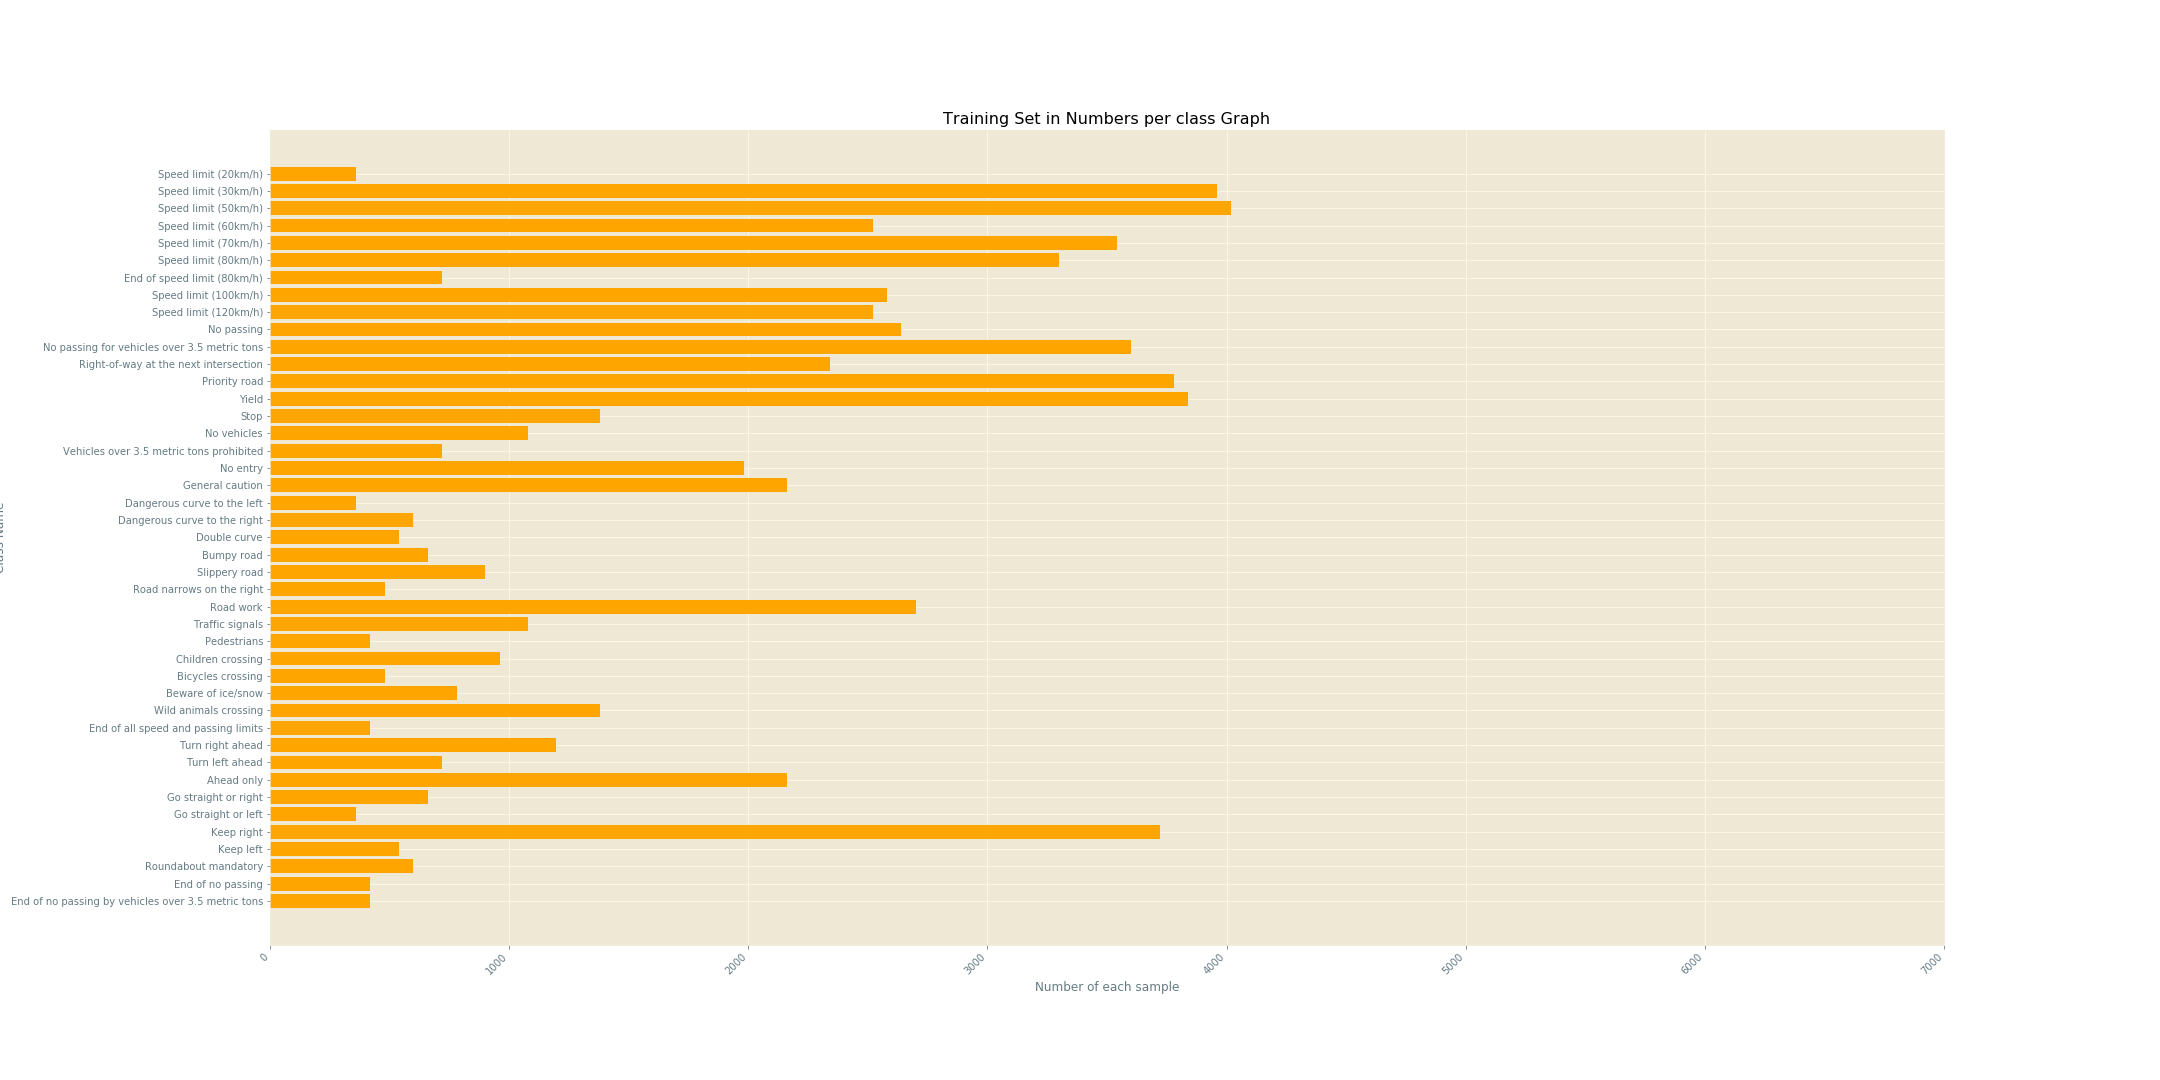 Training Set in Numbers per class Graph
Speed limit (20km/h)
Speed limit (30km/h)
Speed limit (50km/h)
Speed limit (60km/h)
Speed limit (70km/h)
Speed limit (80km/h)
End of speed limit (80km/h)
Speed limit (100km/h)
Speed limit (120km/h)
No passing
No passing for vehicles over 3.5 metric tons
Right-of-way at the next intersection
Priority road
Yield
Stop
No vehicles
Vehicles over 3.5 metric tons prohibited
No entry
General caution
Dangerous curve to the left
Dangerous curve to the right
Double curve
Bumpy road
Slippery road
Road narrows on the right
Road work
Traffic signals
Pedestrians
Children crossing
Bicycles crossing
Beware of ice/snow
Wild animals crossing
End of all speed and passing limits
Turn right ahead
Turn left ahead
Ahead only
Go straight or right
Go straight or left
Keep right
Keep left
Roundabout mandatory
End of no passing
End of no passing by vehicles over 3.5 metric tons
0 1000 2000 3000 4000 5000 6000 7000
Number of each sample